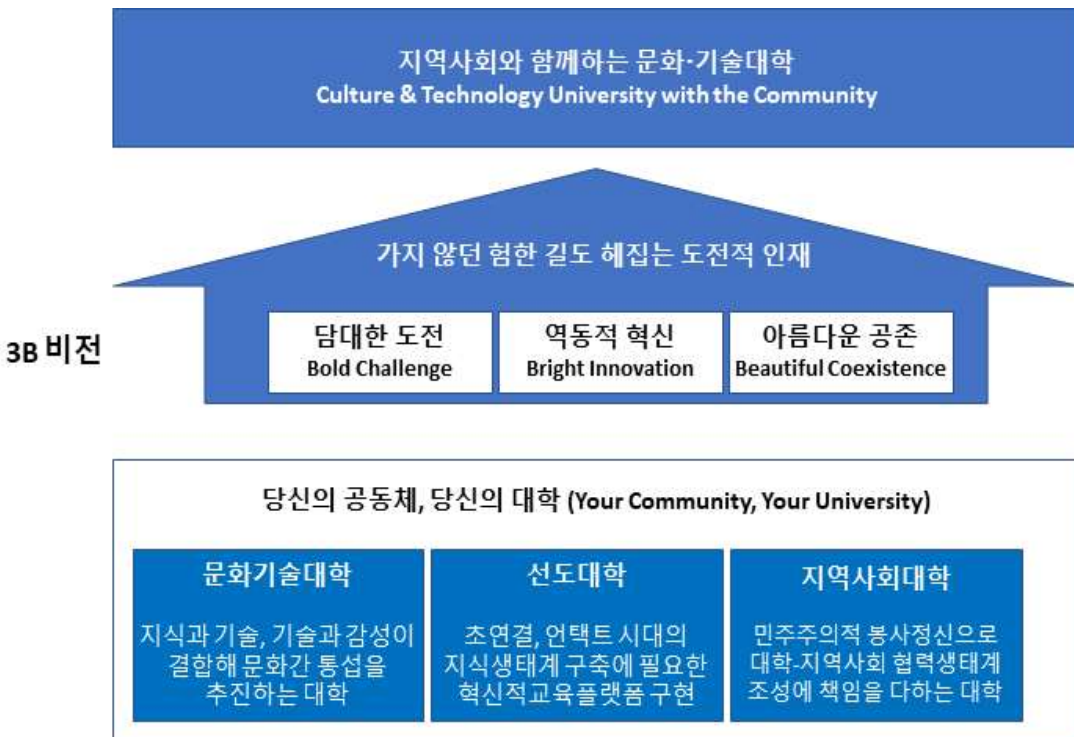 지역사회와 함께하는 문화·기술대학
Culture & Technology University with the Community
가지 않던 험한 길도 헤집는 도전적 인재
3B 비전
담대한 도전
Bold Challenge
역동적 혁신
Bright Innovation
아름다운 공존
Beautiful Coexistence
당신의 공동체, 당신의 대학 (Your Community, Your University)
문화기술대학
지식과 기술, 기술과 감성이
결합해 문화간 통섭을
추진하는 대학
선도대학
초연결, 언택트 시대의
지식생태계 구축에 필요한
혁신적교육플랫폼 구현
지역사회대학
민주주의적 봉사정신으로
대학-지역사회 협력생태계
조성에 책임을 다하는 대학